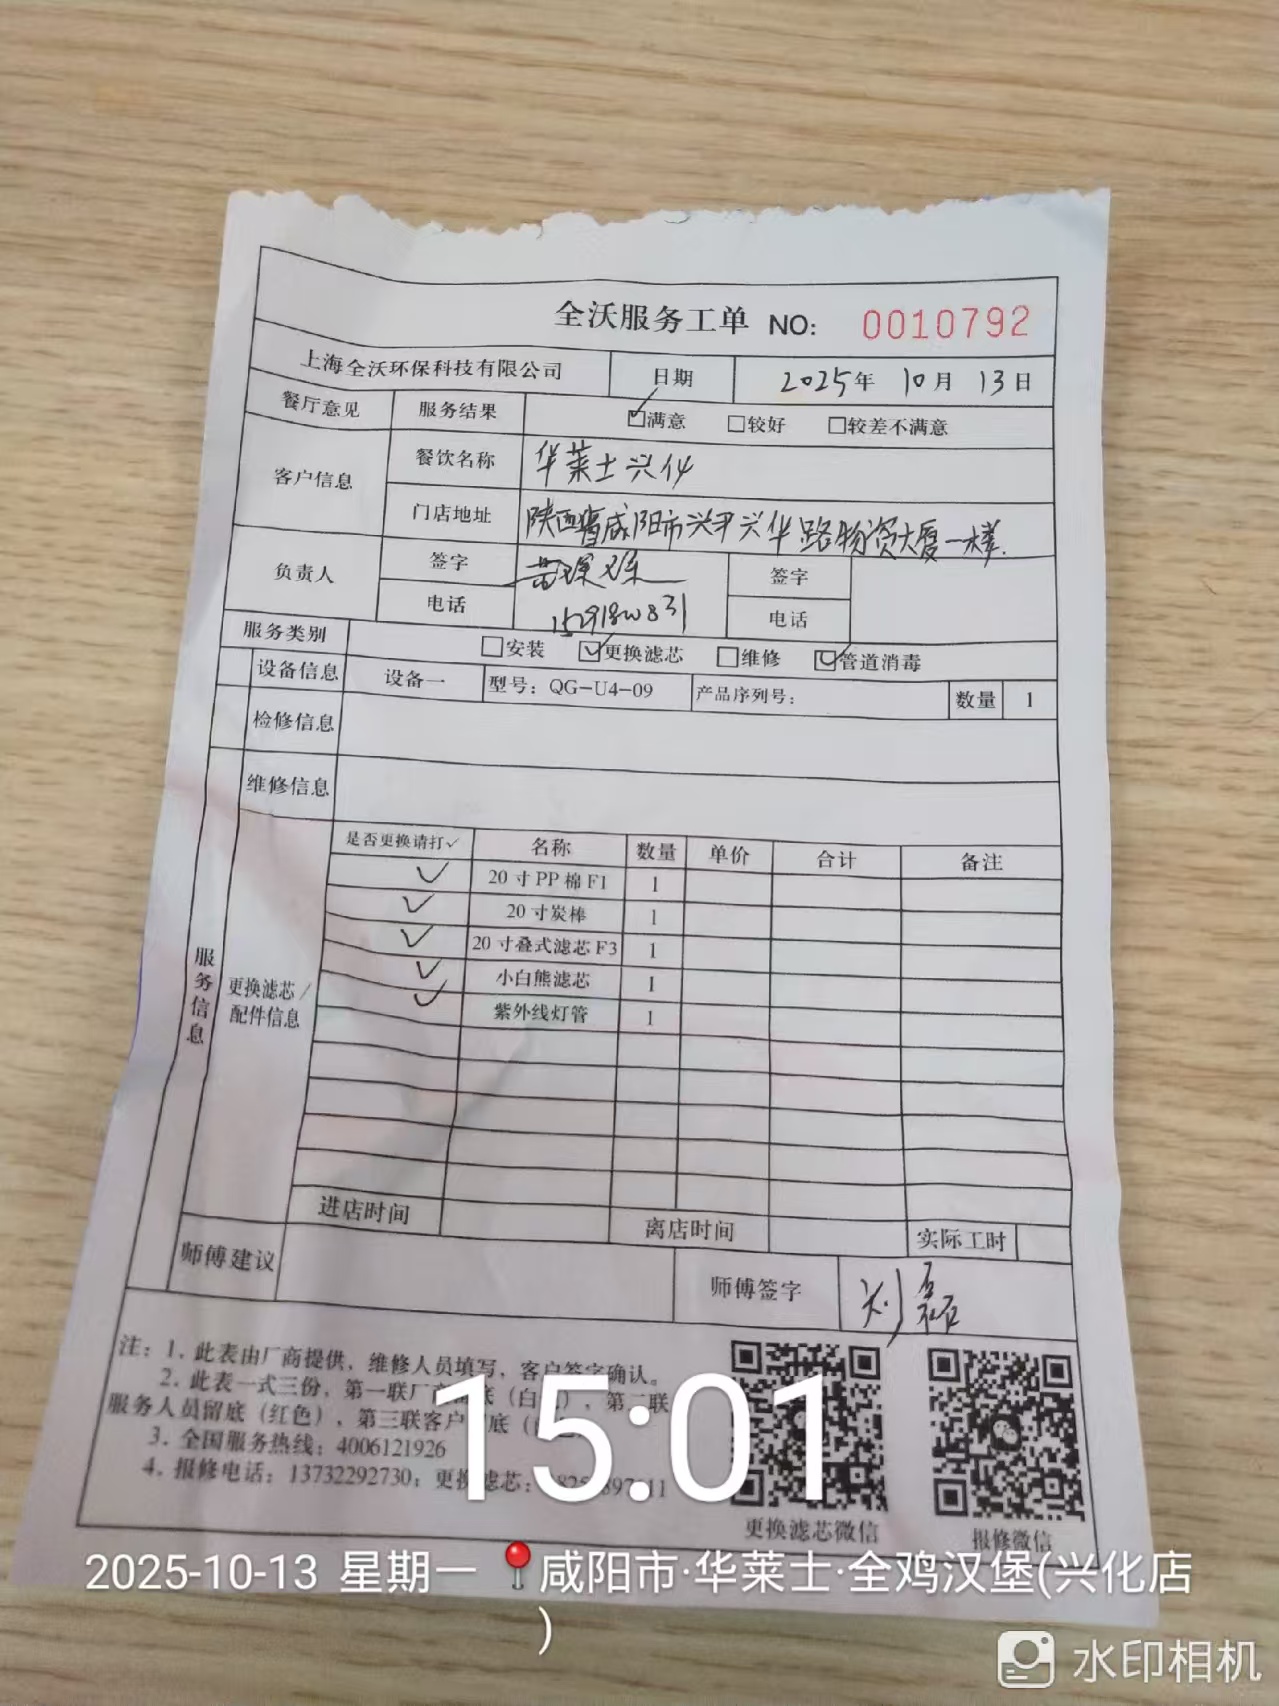 全沃服务工单 NO: 0010792
上海全沃环保科技有限公司 日期 2025年 10月 13日
餐厅意见 服务结果 ☑满意 □较好 □较差不满意
客户信息 餐饮名称 华莱士兴化
门店地址 陕西省咸阳市兴平兴华路物资大厦一楼.
负责人 签字 签字
电话 电话
服务类别 □安装 ☑更换滤芯 □维修 ☑管道消毒
设备信息 设备一 型号: QG-U4-09 产品序列号: 数量 1
检修信息
维修信息
服务信息
更换滤芯/配件信息
是否更换请打✓ 名称 数量 单价 合计 备注
✓ 20寸PP棉F1 1
✓ 20寸炭棒 1
✓ 20寸叠式滤芯F3 1
✓ 小白熊滤芯 1
✓ 紫外线灯管 1
进店时间 离店时间 实际工时
师傅建议 师傅签字 刘磊
注: 1. 此表由厂商提供, 维修人员填写, 客户签字确认。
2. 此表一式三份, 第一联厂商 底(白 ), 第二联
服务人员留底(红色), 第三联客户 底(
3. 全国服务热线: 4006121926
4. 报修电话: 13732292730; 更换滤芯:
更换滤芯微信 报修微信
15:01
2025-10-13 星期一 咸阳市·华莱士·全鸡汉堡(兴化店
)
水印相机